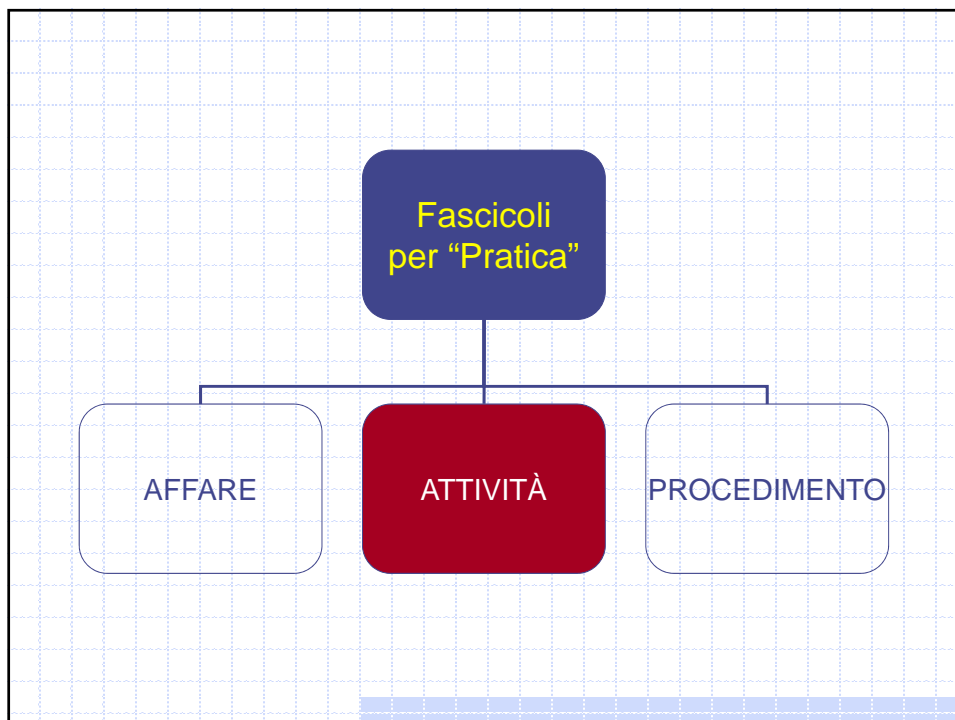 Fascicoli
per “Pratica”
AFFARE
ATTIVITÀ
PROCEDIMENTO